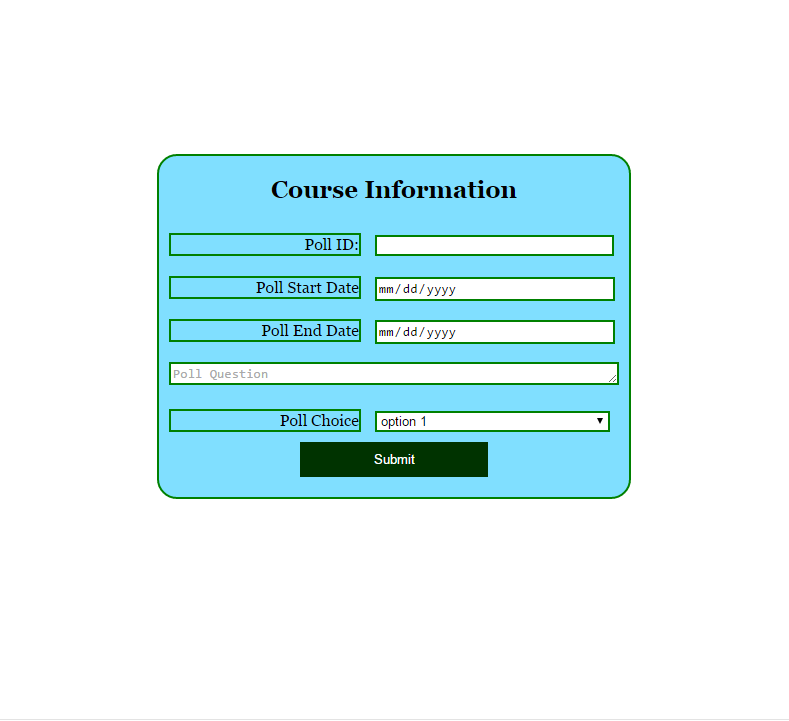 Course Information
Poll ID:
Poll Start Date mm/dd/yyyy
Poll End Date mm/dd/yyyy
Poll Question
Poll Choice option 1
Submit